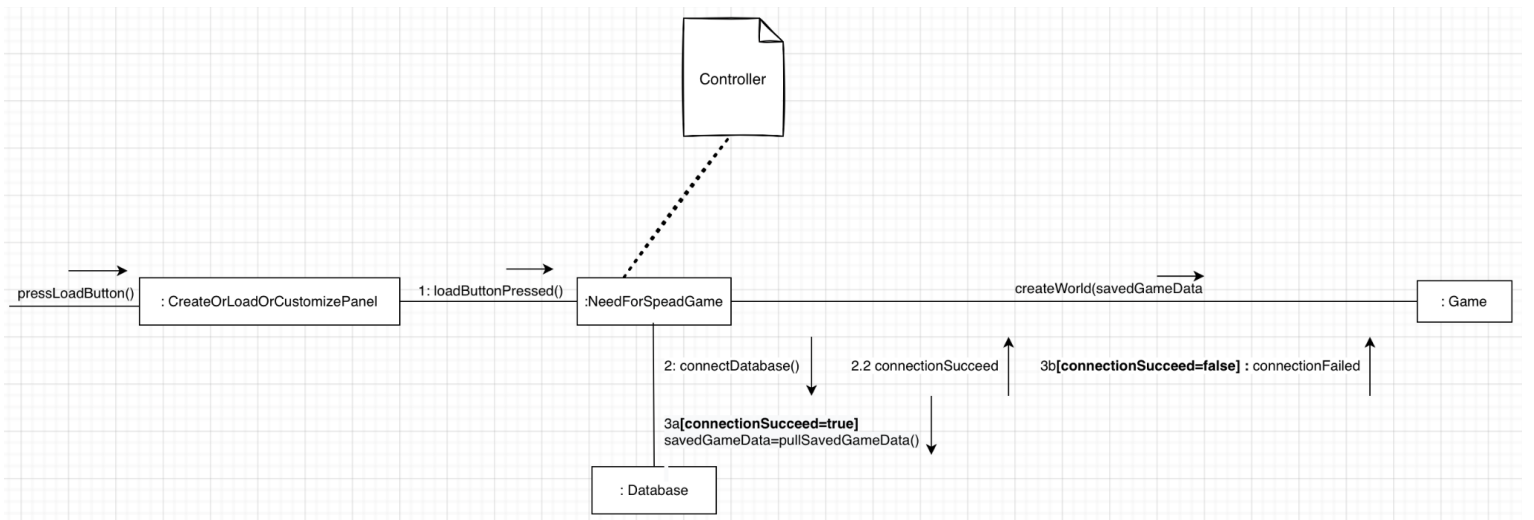 Controller
pressLoadButton()
: CreateOrLoadOrCustomizePanel
1: loadButtonPressed()
:NeedForSpeadGame
createWorld(savedGameData
: Game
2: connectDatabase()
2.2 connectionSucceed
3b[connectionSucceed=false] : connectionFailed
3a[connectionSucceed=true]
savedGameData=pullSavedGameData()
: Database